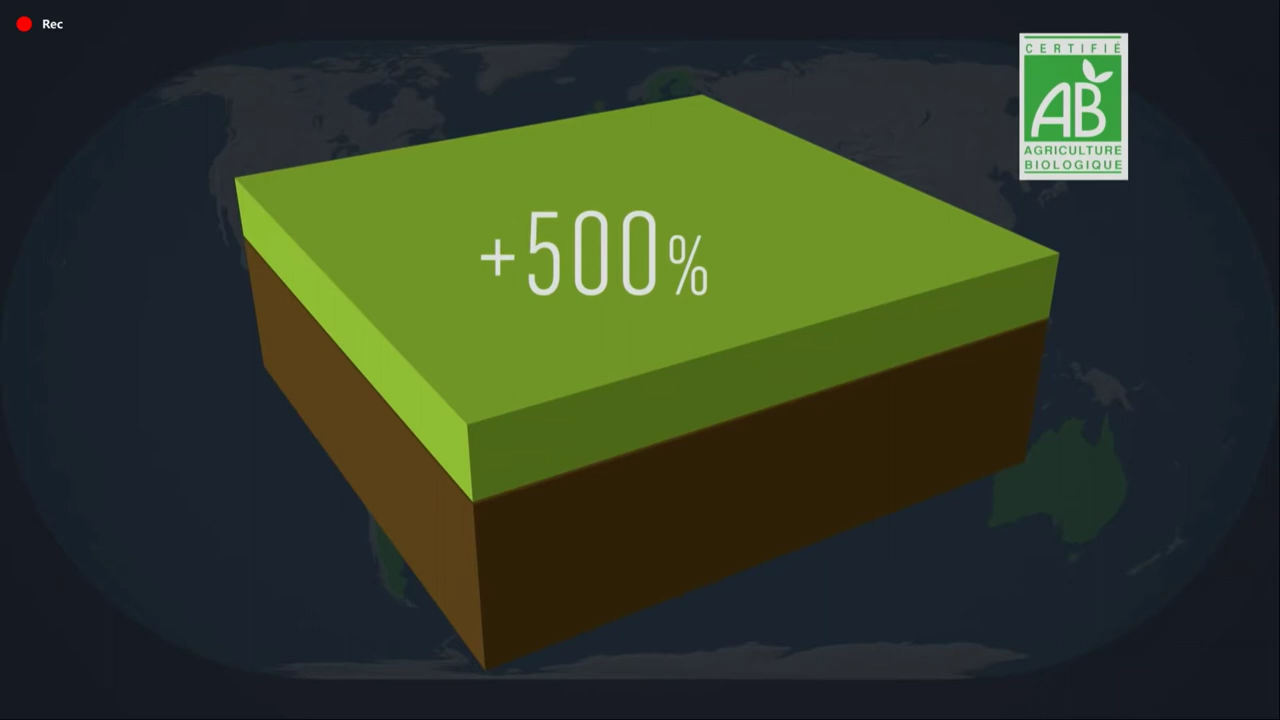 Rec
CERTIFIÉ
AB
AGRICULTURE
BIOLOGIQUE
+500%